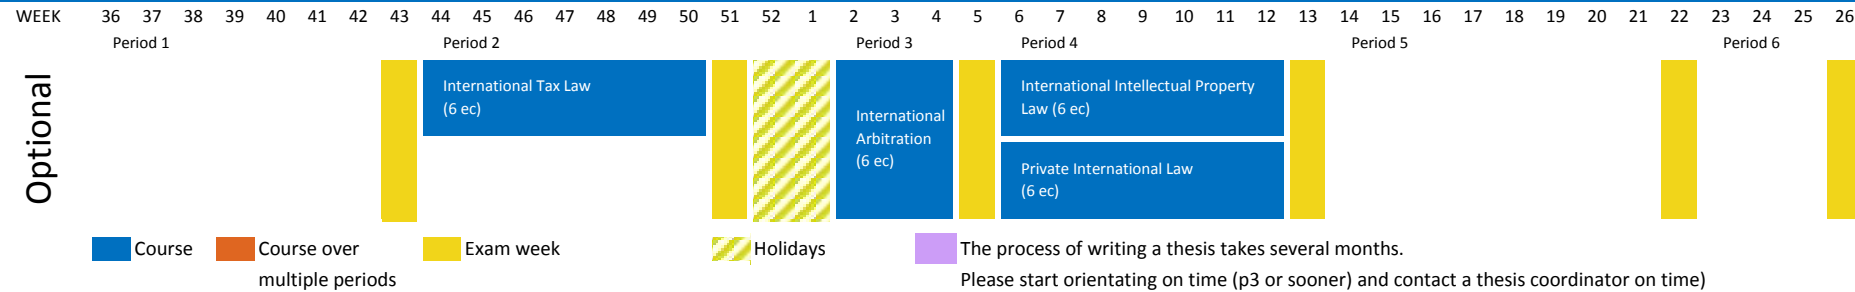 WEEK 36 37 38 39 40 41 42 43 44 45 46 47 48 49 50 51 52 1 2 3 4 5 6 7 8 9 10 11 12 13 14 15 16 17 18 19 20 21 22 23 24 25 26
Period 1 Period 2 Period 3 Period 4 Period 5 Period 6
Optional
International Tax Law
(6 ec)
International
Arbitration
(6 ec)
International Intellectual Property
Law (6 ec)
Private International Law
(6 ec)
Course
Course over
multiple periods
Exam week
Holidays
The process of writing a thesis takes several months.
Please start orientating on time (p3 or sooner) and contact a thesis coordinator on time)